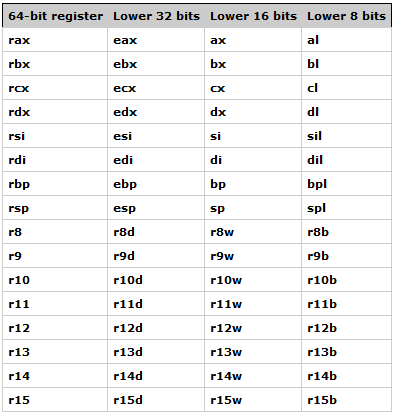 64-bit register Lower 32 bits Lower 16 bits Lower 8 bits
rax eax ax al
rbx ebx bx bl
rcx ecx cx cl
rdx edx dx dl
rsi esi si sil
rdi edi di dil
rbp ebp bp bpl
rsp esp sp spl
r8 r8d r8w r8b
r9 r9d r9w r9b
r10 r10d r10w r10b
r11 r11d r11w r11b
r12 r12d r12w r12b
r13 r13d r13w r13b
r14 r14d r14w r14b
r15 r15d r15w r15b